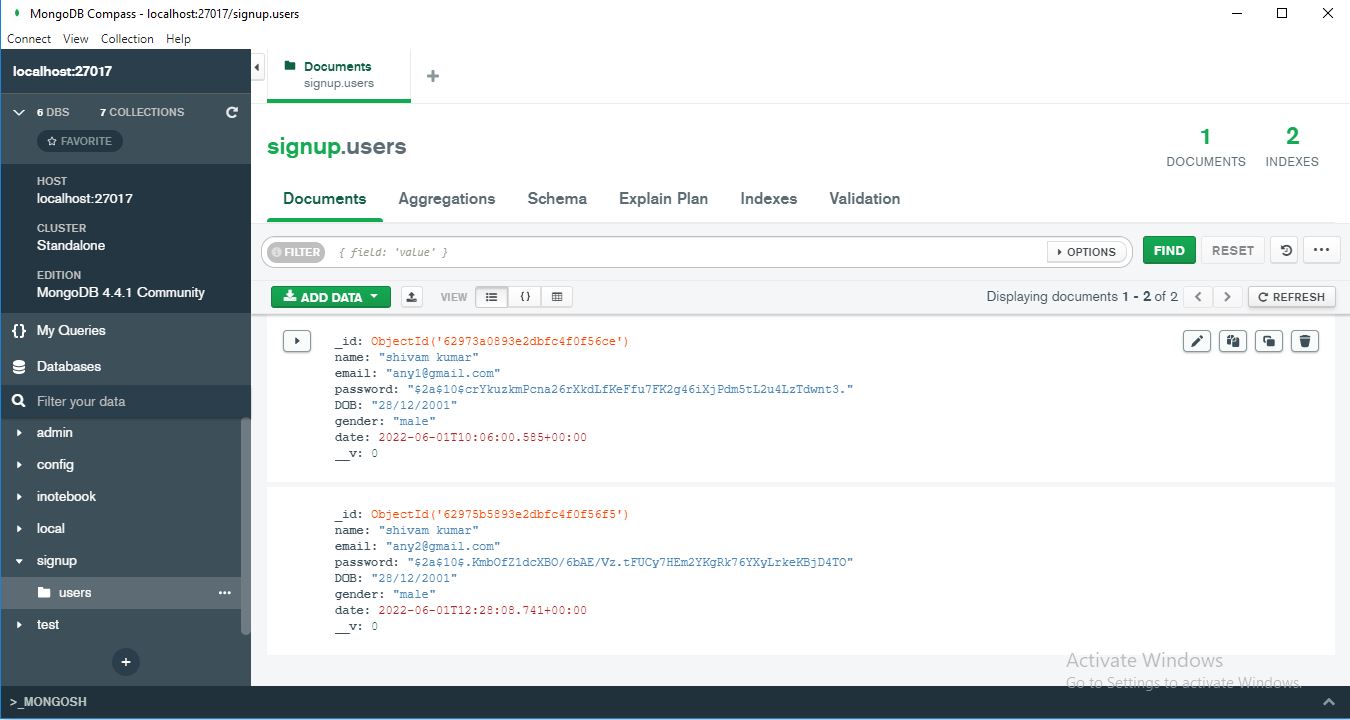 MongoDB Compass - localhost:27017/signup.users
Connect View Collection Help
localhost:27017
6 DBS 7 COLLECTIONS
FAVORITE
HOST
localhost:27017
CLUSTER
Standalone
EDITION
MongoDB 4.4.1 Community
{} My Queries
Databases
Filter your data
admin
config
inotebook
local
signup
users
test
+
>_MONGOSH
Documents
signup.users
+
signup.users
1 DOCUMENTS
2 INDEXES
Documents Aggregations Schema Explain Plan Indexes Validation
FILTER { field: 'value' } OPTIONS FIND RESET
ADD DATA VIEW {} Displaying documents 1 - 2 of 2 < > REFRESH
_id: ObjectId('62973a0893e2dbfc4f0f56ce')
name: "shivam kumar"
email: "any1@gmail.com"
password: "$2a$10$crYkuzkmPcna26rXkdLfKeFfu7FK2g46iXjPdm5tL2u4LzTdwnt3."
DOB: "28/12/2001"
gender: "male"
date: 2022-06-01T10:06:00.585+00:00
__v: 0
_id: ObjectId('62975b5893e2dbfc4f0f56f5')
name: "shivam kumar"
email: "any2@gmail.com"
password: "$2a$10$.KmbOfZ1dcXBO/6bAE/Vz.tFUCy7HEm2YKgRk76YXyLrkeKBjD4TO"
DOB: "28/12/2001"
gender: "male"
date: 2022-06-01T12:28:08.741+00:00
__v: 0
Activate Windows
Go to Settings to activate Windows.